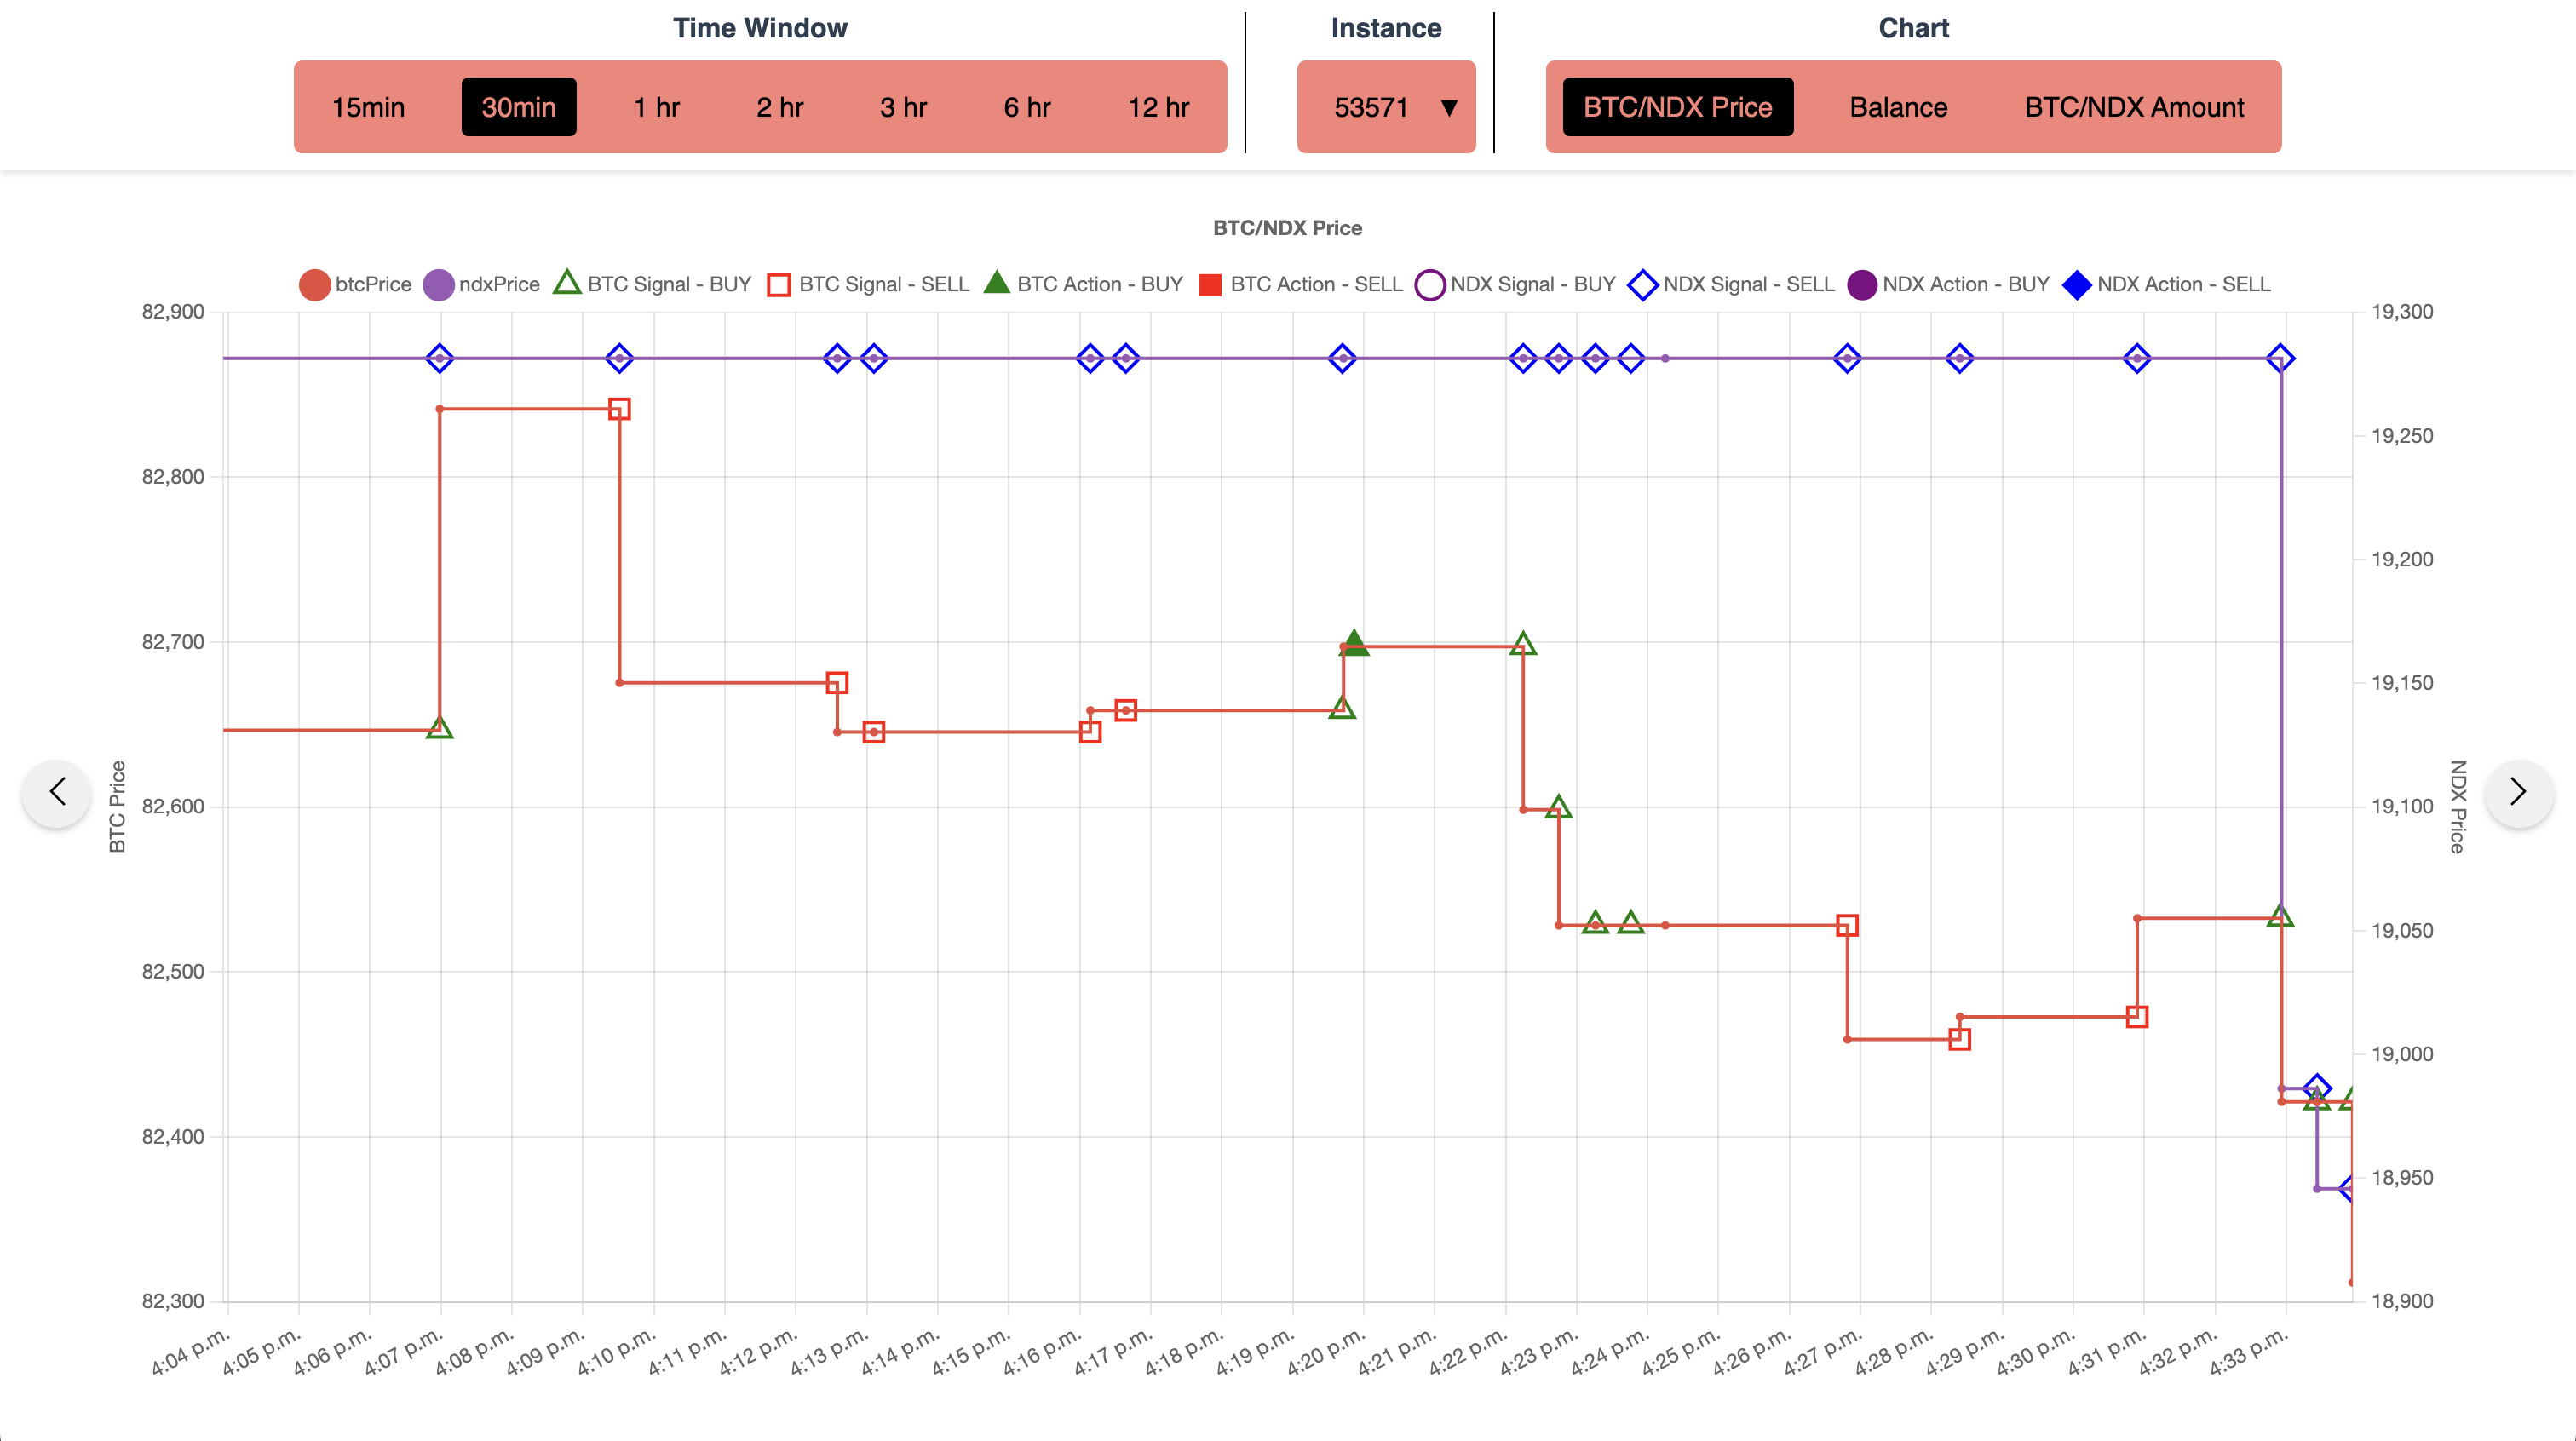 Time Window
Instance
Chart
15min 30min 1 hr 2 hr 3 hr 6 hr 12 hr
53571 ▼
BTC/NDX Price Balance BTC/NDX Amount
BTC/NDX Price
btcPrice ndxPrice BTC Signal - BUY BTC Signal - SELL BTC Action - BUY BTC Action - SELL NDX Signal - BUY NDX Signal - SELL NDX Action - BUY NDX Action - SELL
82,900
82,800
82,700
82,600
82,500
82,400
82,300
BTC Price
19,300
19,250
19,200
19,150
19,100
19,050
19,000
18,950
18,900
NDX Price
4:04 p.m. 4:05 p.m. 4:06 p.m. 4:07 p.m. 4:08 p.m. 4:09 p.m. 4:10 p.m. 4:11 p.m. 4:12 p.m. 4:13 p.m. 4:14 p.m. 4:15 p.m. 4:16 p.m. 4:17 p.m. 4:18 p.m. 4:19 p.m. 4:20 p.m. 4:21 p.m. 4:22 p.m. 4:23 p.m. 4:24 p.m. 4:25 p.m. 4:26 p.m. 4:27 p.m. 4:28 p.m. 4:29 p.m. 4:30 p.m. 4:31 p.m. 4:32 p.m. 4:33 p.m.